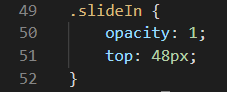 49 .slideIn {
50     opacity: 1;
51     top: 48px;
52 }